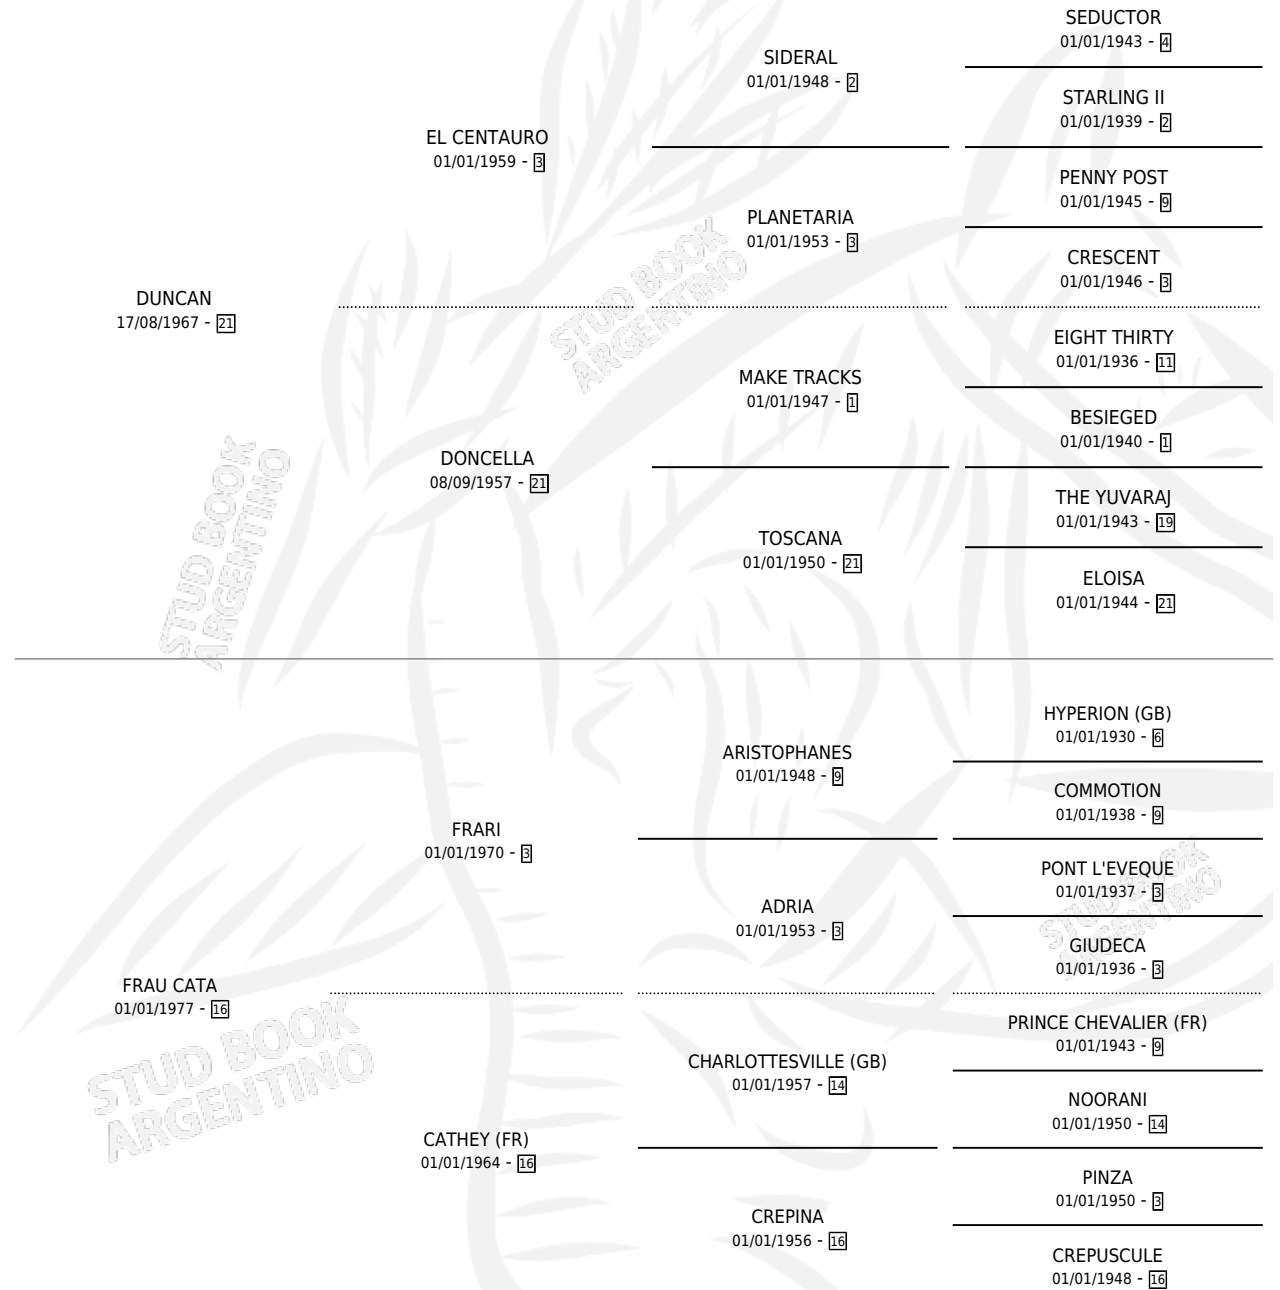 SEDUCTOR
01/01/1943 - 4
SIDERAL
01/01/1948 - 2
STARLING II
01/01/1939 - 2
EL CENTAURO
01/01/1959 - 3
PENNY POST
01/01/1945 - 9
PLANETARIA
01/01/1953 - 3
CRESCENT
01/01/1946 - 3
DUNCAN
17/08/1967 - 21
EIGHT THIRTY
01/01/1936 - 11
MAKE TRACKS
01/01/1947 - 1
BESIEGED
01/01/1940 - 1
DONCELLA
08/09/1957 - 21
THE YUVARAJ
01/01/1943 - 19
TOSCANA
01/01/1950 - 21
ELOISA
01/01/1944 - 21
HYPERION (GB)
01/01/1930 - 6
ARISTOPHANES
01/01/1948 - 9
COMMOTION
01/01/1938 - 9
FRARI
01/01/1970 - 3
PONT L'EVEQUE
01/01/1937 - 3
ADRIA
01/01/1953 - 3
GIUDECA
01/01/1936 - 3
FRAU CATA
01/01/1977 - 16
PRINCE CHEVALIER (FR)
01/01/1943 - 9
CHARLOTTESVILLE (GB)
01/01/1957 - 14
NOORANI
01/01/1950 - 14
CATHEY (FR)
01/01/1964 - 16
PINZA
01/01/1950 - 3
CREPINA
01/01/1956 - 16
CREPUSCULE
01/01/1948 - 16
STUD BOOK
ARGENTINO
STUD BOOK
ARGENTINO
STUD BOOK
ARGENTINO
STUD BOOK
ARGENTINO